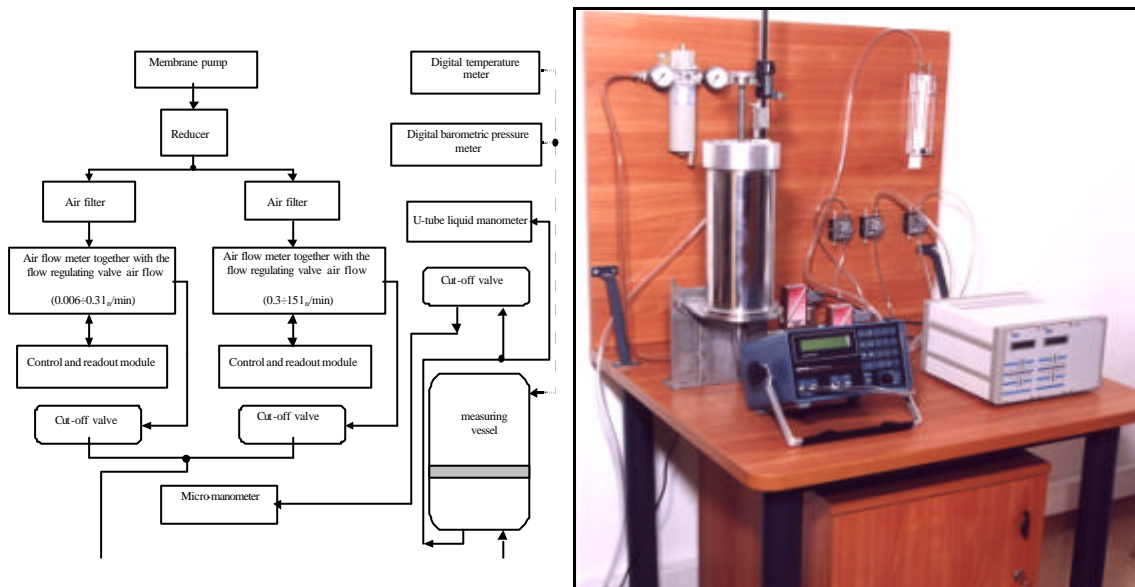 Membrane pump
Reducer
Air filter
Air filter
Air flow meter together with the
flow regulating valve air flow
(0.006÷0.31n/min)
Air flow meter together with the
flow regulating valve air flow
(0.3÷151n/min)
Control and readout module
Control and readout module
Cut-off valve
Cut-off valve
Micro-manometer
Digital temperature
meter
Digital barometric pressure
meter
U-tube liquid manometer
Cut-off valve
measuring
vessel